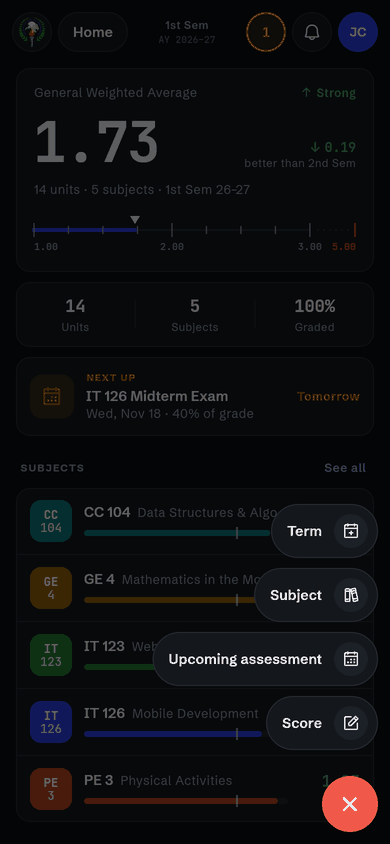 Home
1st Sem
AY 2026-27
1
JC
General Weighted Average
↑ Strong
1.73
↓ 0.19
better than 2nd Sem
14 units · 5 subjects · 1st Sem 26-27
1.00 2.00 3.00 5.00
14 5 100%
Units Subjects Graded
NEXT UP
IT 126 Midterm Exam
Tomorrow
Wed, Nov 18 · 40% of grade
SUBJECTS See all
CC 104
CC 104 Data Structures & Algo
Term
GE 4
GE 4 Mathematics in the Mo
Subject
IT 123
IT 123 Web
Upcoming assessment
IT 126
IT 126 Mobile Development
Score
PE 3
PE 3 Physical Activities